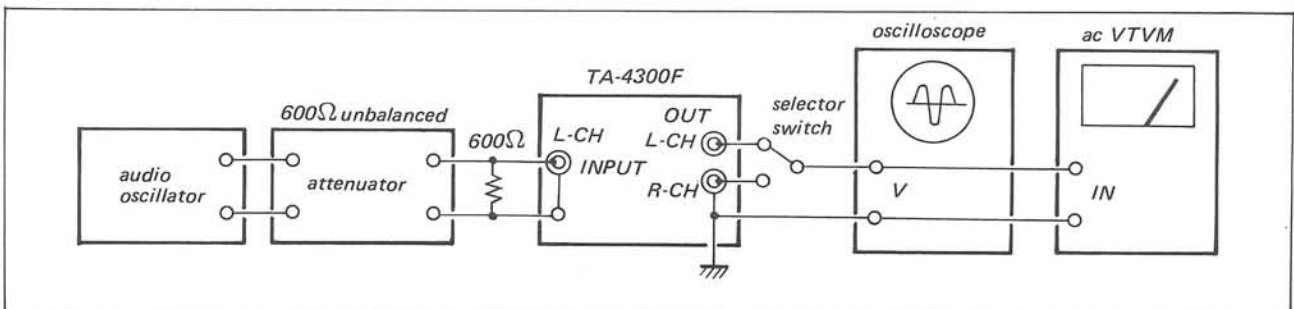 oscilloscope
ac VTVM
TA-4300F
600Ω unbalanced
600Ω
L-CH
INPUT
OUT
L-CH
R-CH
selector
switch
audio
oscillator
attenuator
V
IN